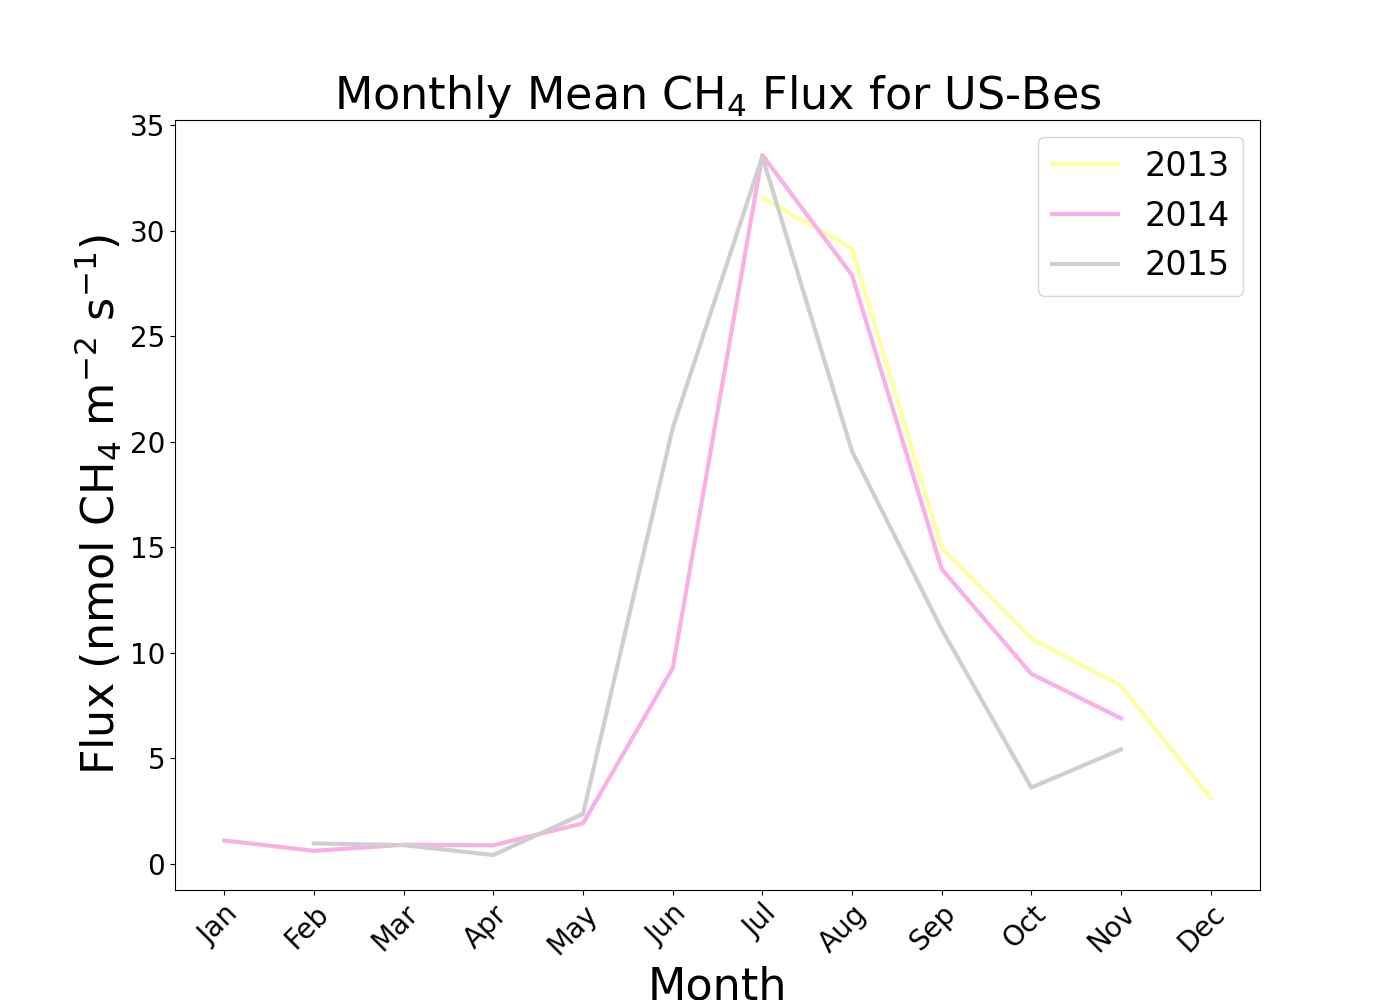 Monthly Mean CH₄ Flux for US-Bes
Flux (nmol CH₄ m⁻² s⁻¹)
35
30
25
20
15
10
5
0
2013
2014
2015
Jan
Feb
Mar
Apr
May
Jun
Jul
Aug
Sep
Oct
Nov
Dec
Month